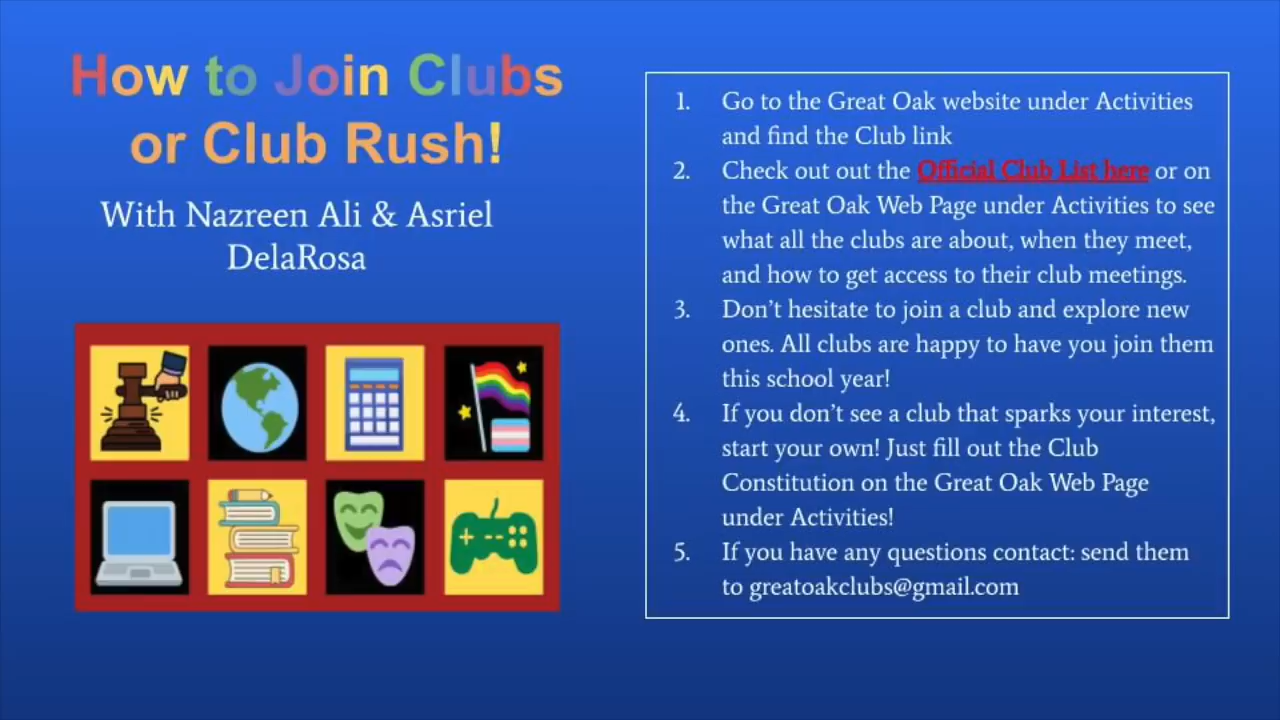 How to Join Clubs
or Club Rush!
With Nazreen Ali & Asriel
DelaRosa
1. Go to the Great Oak website under Activities
and find the Club link
2. Check out out the Official Club List here or on
the Great Oak Web Page under Activities to see
what all the clubs are about, when they meet,
and how to get access to their club meetings.
3. Don't hesitate to join a club and explore new
ones. All clubs are happy to have you join them
this school year!
4. If you don't see a club that sparks your interest,
start your own! Just fill out the Club
Constitution on the Great Oak Web Page
under Activities!
5. If you have any questions contact: send them
to greatoakclubs@gmail.com